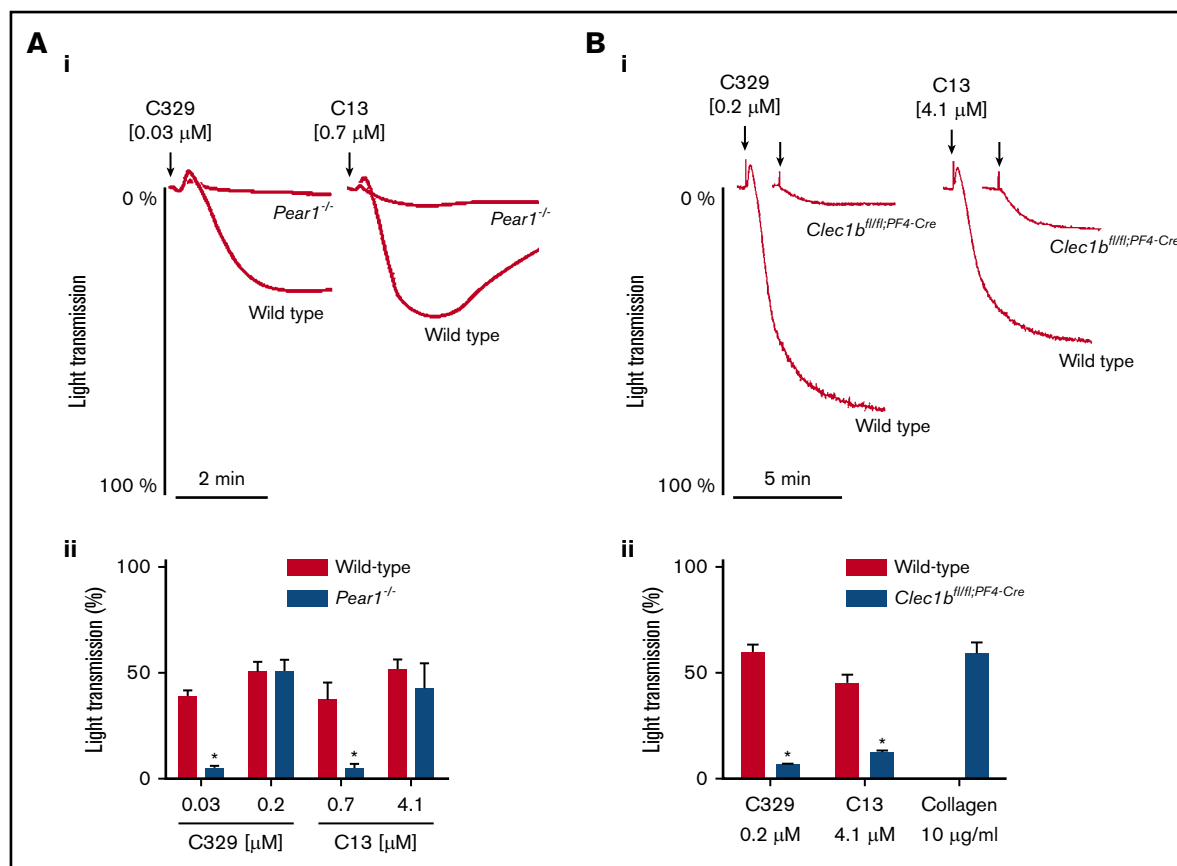 A
i
C329
[0.03 μM]
C13
[0.7 μM]
0 %
Pear1-/-
Pear1-/-
Wild type
Wild type
Light transmission
100 %
2 min
ii
Wild-type
Pear1-/-
100
50
0
Light transmission (%)
*
*
0.03 0.2 0.7 4.1
C329 [μM] C13 [μM]
B
i
C329
[0.2 μM]
C13
[4.1 μM]
0 %
Clec1bfl/fl;PF4-Cre
Clec1bfl/fl;PF4-Cre
Wild type
Wild type
Light transmission
100 %
5 min
ii
Wild-type
Clec1bfl/fl;PF4-Cre
100
50
0
Light transmission (%)
*
*
C329 C13 Collagen
0.2 μM 4.1 μM 10 μg/ml